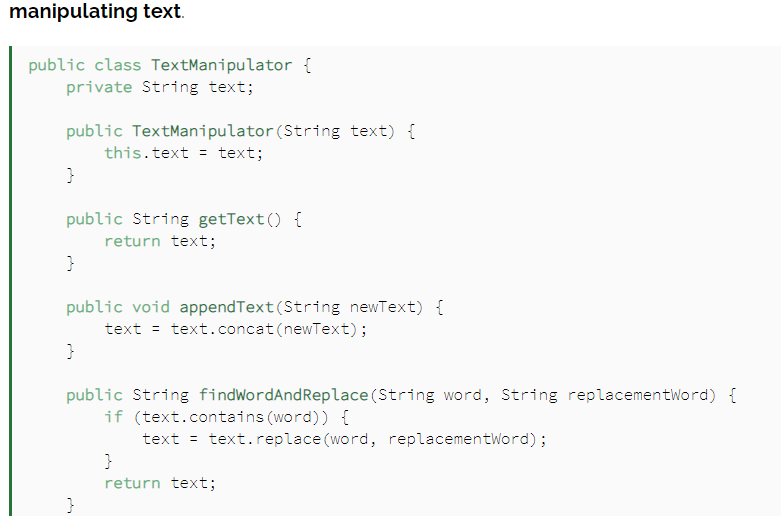 manipulating text.
public class TextManipulator {
private String text;
public TextManipulator(String text) {
this.text = text;
}
public String getText() {
return text;
}
public void appendText(String newText) {
text = text.concat(newText);
}
public String findWordAndReplace(String word, String replacementWord) {
if (text.contains(word)) {
text = text.replace(word, replacementWord);
}
return text;
}